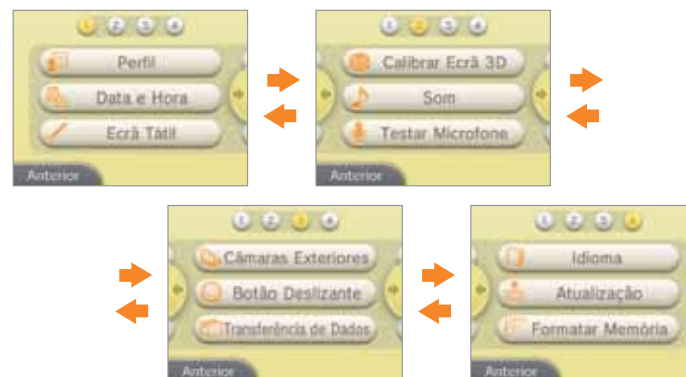 1 2 3 4
Perfil
Data e Hora
Ecrã Tátil
Anterior
1 2 3 4
Calibrar Ecrã 3D
Som
Testar Microfone
Anterior
1 2 3 4
Câmaras Exteriores
Botão Deslizante
Transferência de Dados
Anterior
1 2 3 4
Idioma
Atualização
Formatar Memória
Anterior